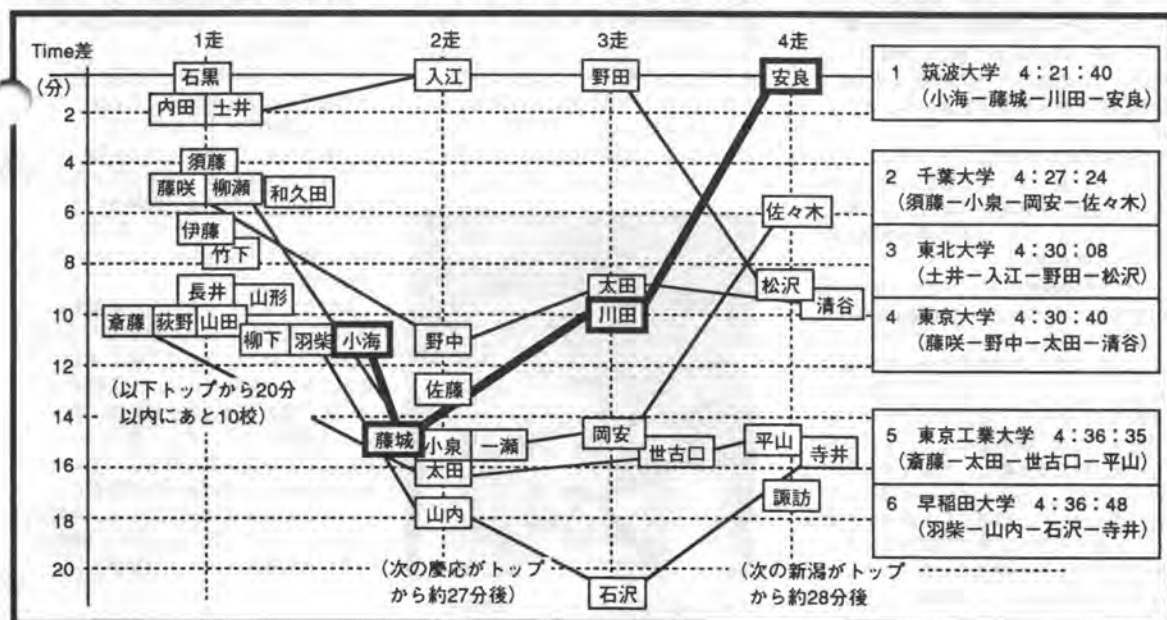 Time差
(分)
1走
2走
3走
4走
石黒
入江
野田
安良
内田 土井
2
須藤
4
藤咲 柳瀬 和久田
佐々木
6
伊藤
竹下
8
長井 山形
太田
松沢
清谷
10
斎藤 荻野 山田
川田
柳下 羽柴 小海
野中
12
(以下トップから20分
以内にあと10校)
佐藤
14
藤城
小泉 一瀬
岡安
世古口
平山
寺井
16
太田
諏訪
18
山内
20
(次の慶応がトップ
から約27分後)
石沢
(次の新潟がトップ
から約28分後
1 筑波大学 4:21:40
(小海-藤城-川田-安良)
2 千葉大学 4:27:24
(須藤-小泉-岡安-佐々木)
3 東北大学 4:30:08
(土井-入江-野田-松沢)
4 東京大学 4:30:40
(藤咲-野中-太田-清谷)
5 東京工業大学 4:36:35
(斎藤-太田-世古口-平山)
6 早稲田大学 4:36:48
(羽柴-山内-石沢-寺井)